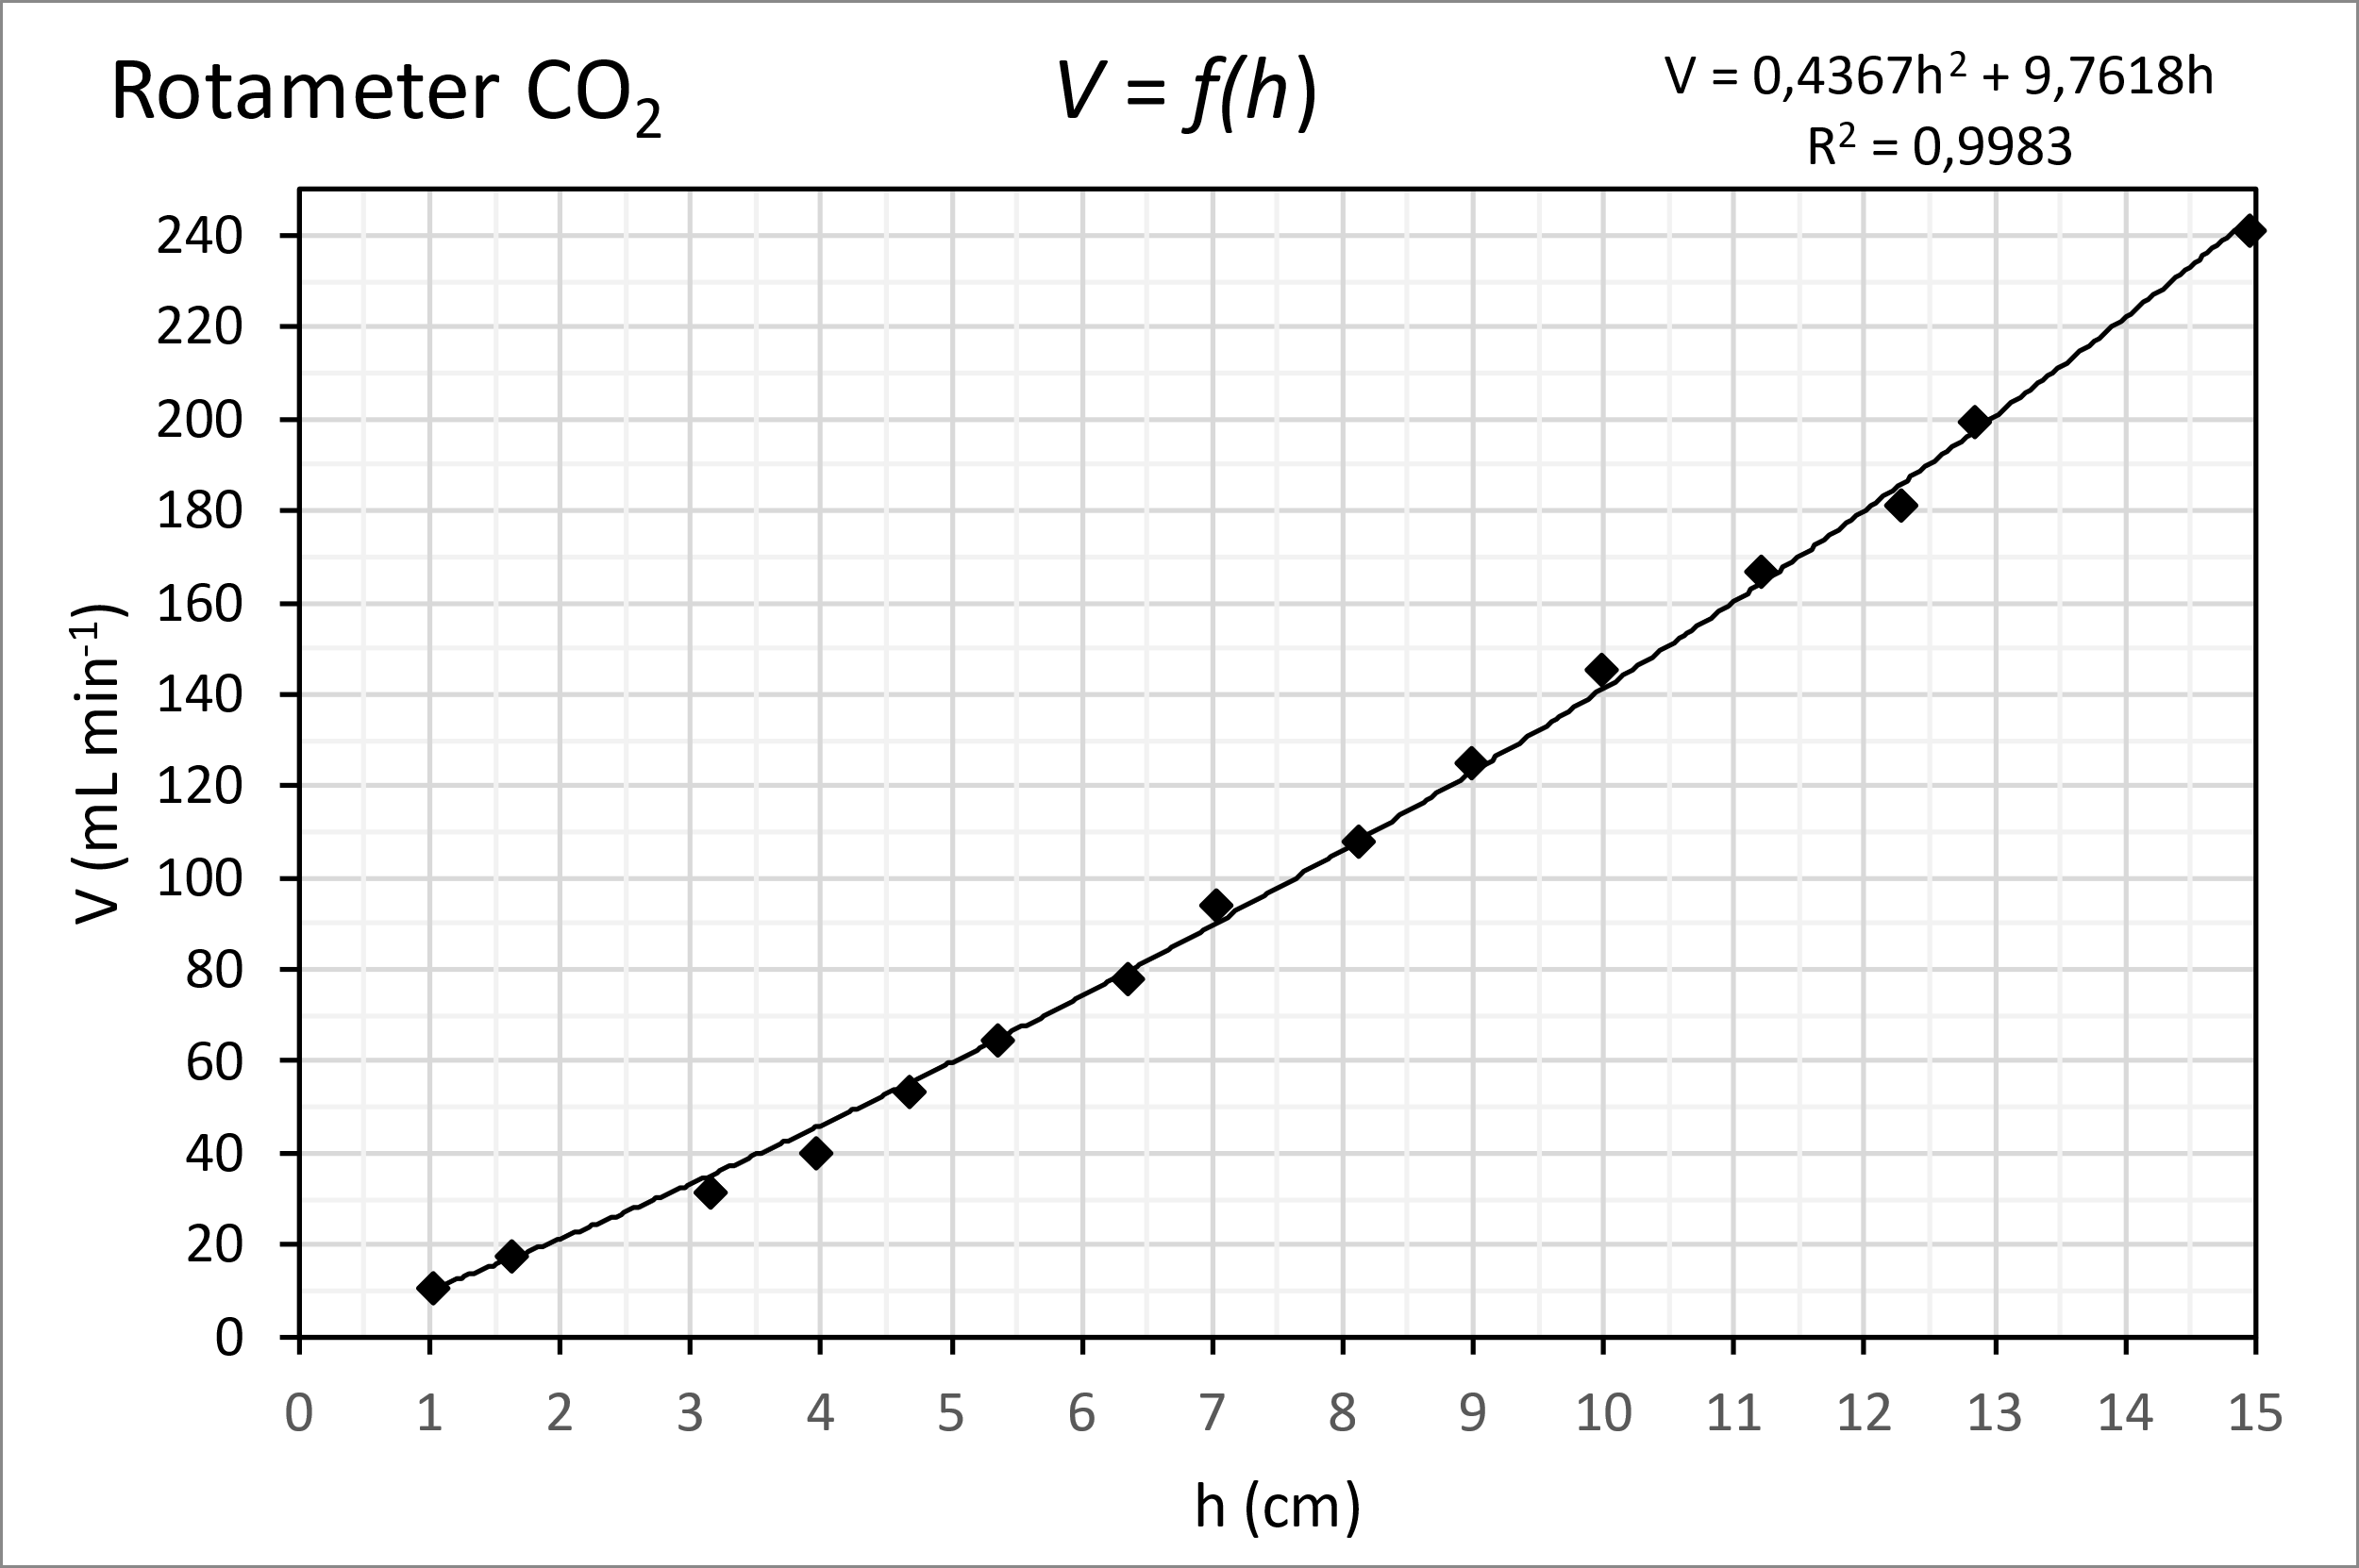 Rotameter CO₂
V = f(h)
V = 0,4367h² + 9,7618h
R² = 0,9983
V (mL min⁻¹)
240
220
200
180
160
140
120
100
80
60
40
20
0
0 1 2 3 4 5 6 7 8 9 10 11 12 13 14 15
h (cm)